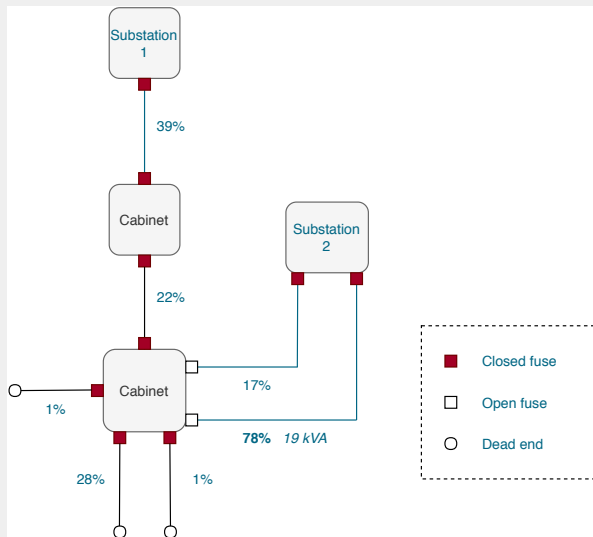 Substation
1
39%
Cabinet
Substation
2
22%
Cabinet
17%
1%
78% 19 kVA
28%
1%
Closed fuse
Open fuse
Dead end